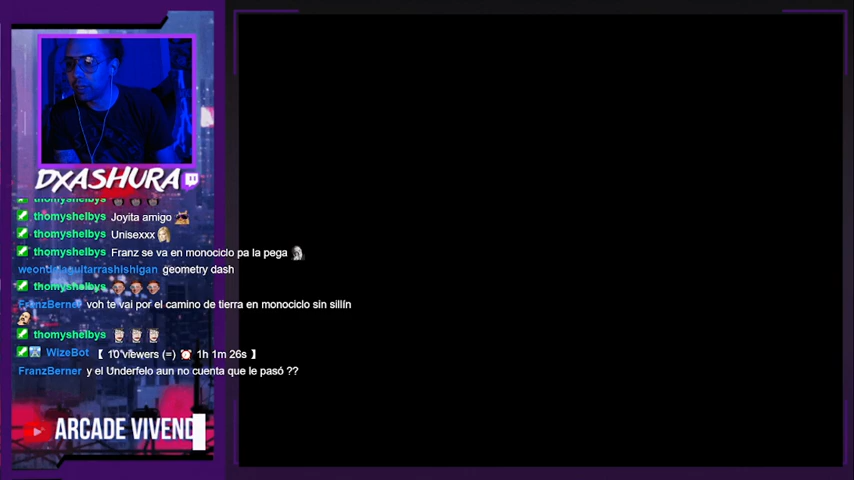 DXASHURA
thomyshelbys
thomyshelbys Joyita amigo
thomyshelbys Unisexxx
thomyshelbys Franz se va en monociclo pa la pega
geometry dash
thomyshelbys
FranzBerner voh te vai por el camino de tierra en monociclo sin sillín
thomyshelbys
WizeBot 【 10 viewers (=) 1h 1m 26s 】
FranzBerner y el Underfelo aun no cuenta que le pasó ??
ARCADE VIVEND